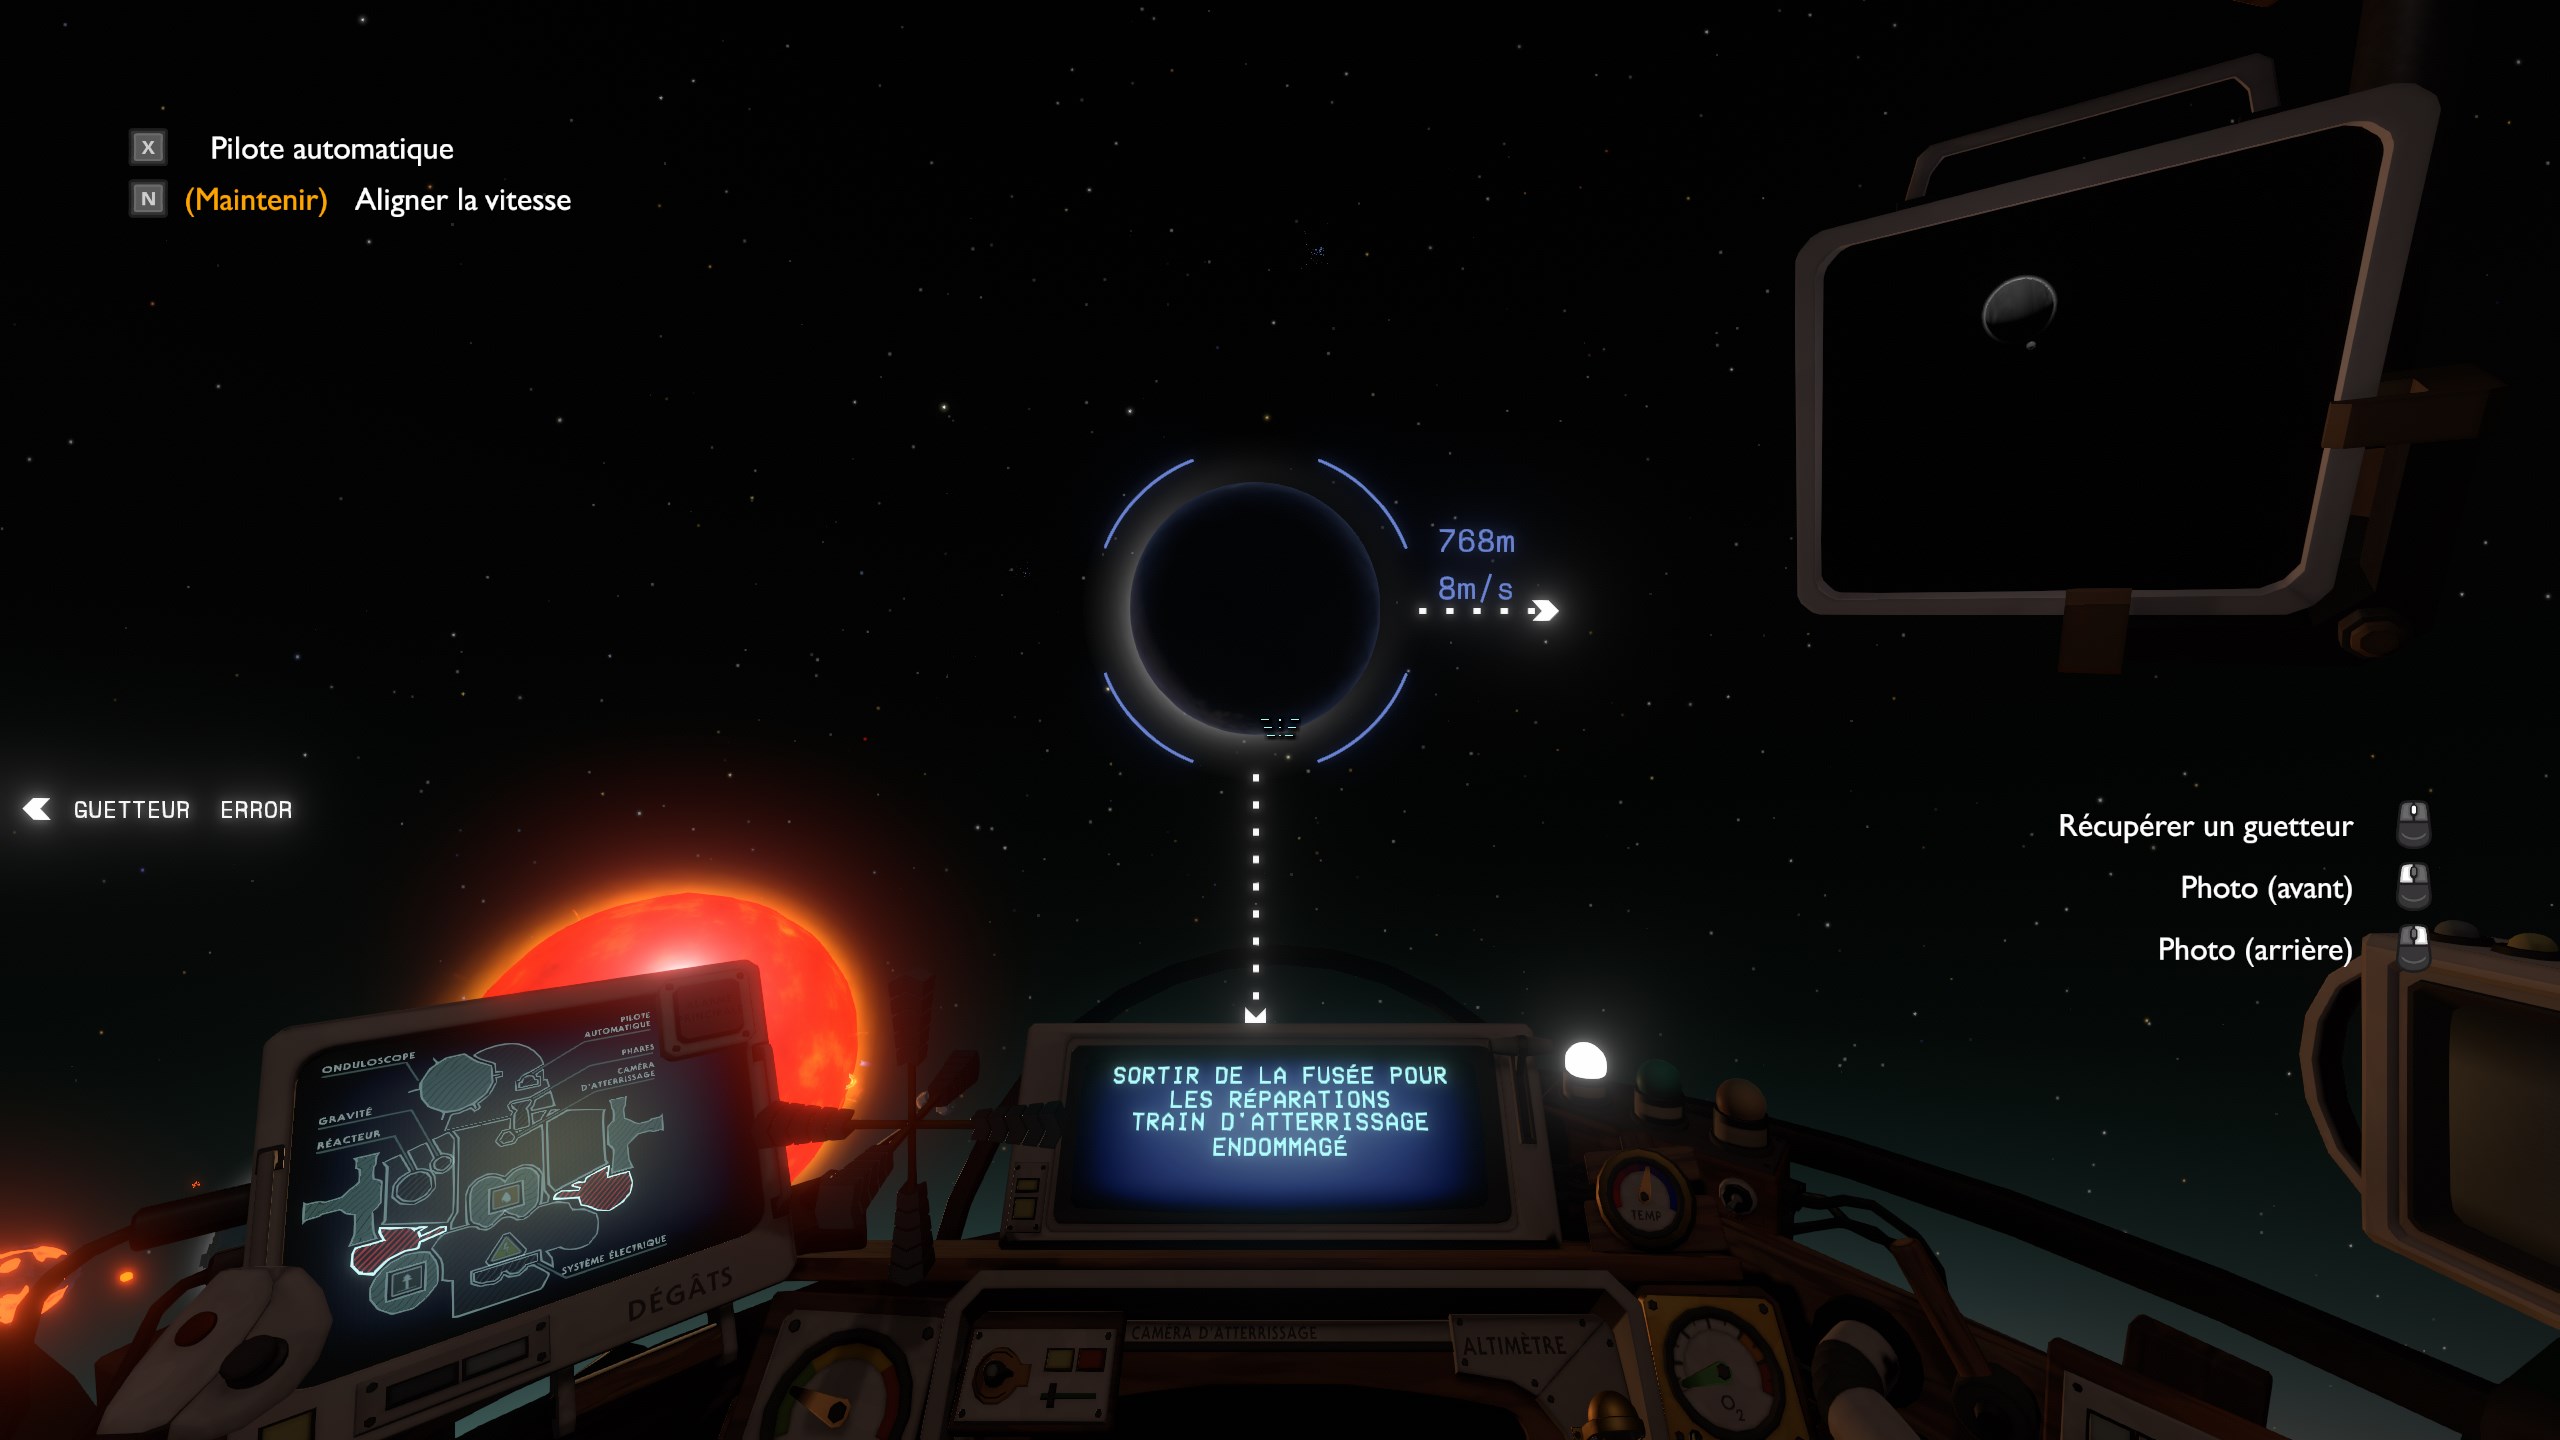 X Pilote automatique
N (Maintenir) Aligner la vitesse
768m
8m/s
GUETTEUR ERROR
Récupérer un guetteur
Photo (avant)
Photo (arrière)
PILOTE
AUTOMATIQUE
ONDULOSCOPE
PHARES
CAMÉRA
D'ATTERRISSAGE
GRAVITÉ
RÉACTEUR
SYSTÈME ÉLECTRIQUE
DÉGÂTS
SORTIR DE LA FUSÉE POUR
LES RÉPARATIONS
TRAIN D'ATTERRISSAGE
ENDOMMAGÉ
TEMP
CAMÉRA D'ATTERRISSAGE
ALTIMÈTRE
O2